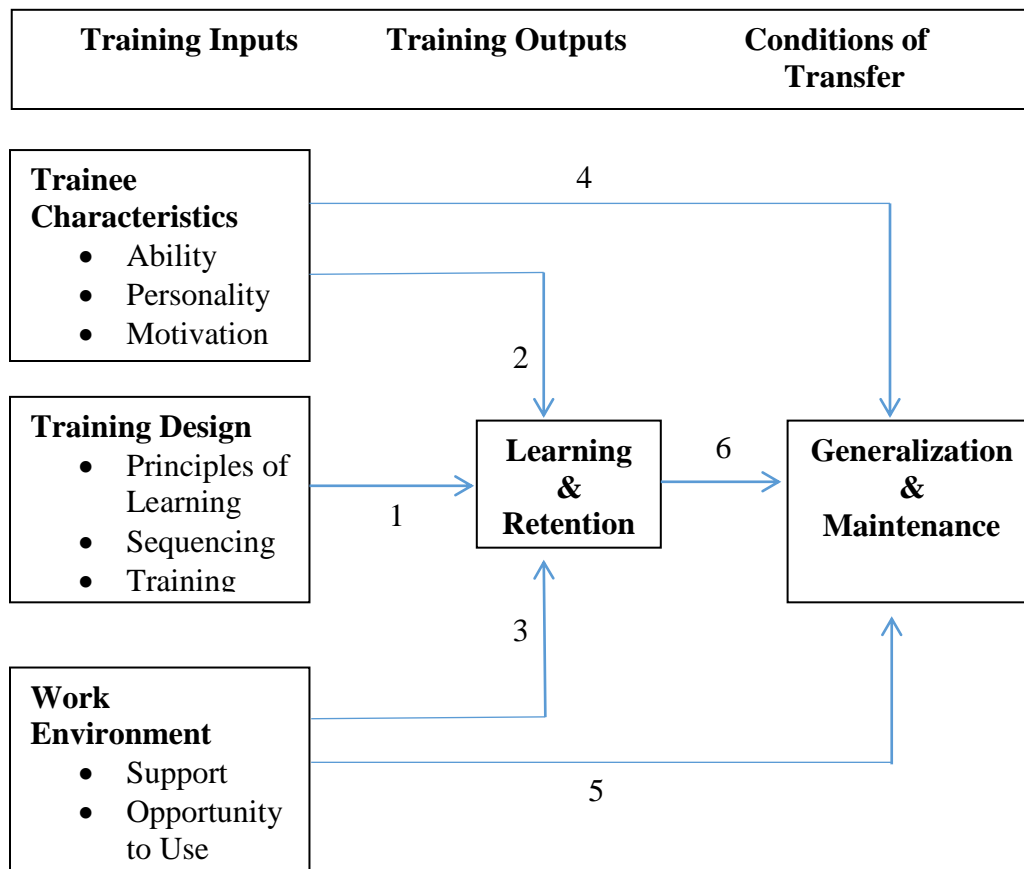 Training Inputs Training Outputs Conditions of
Transfer
Trainee
Characteristics
• Ability
• Personality
• Motivation
4
2
Training Design
• Principles of
Learning
• Sequencing
• Training
1
Learning
&
Retention
6
Generalization
&
Maintenance
3
Work
Environment
• Support
• Opportunity
to Use
5